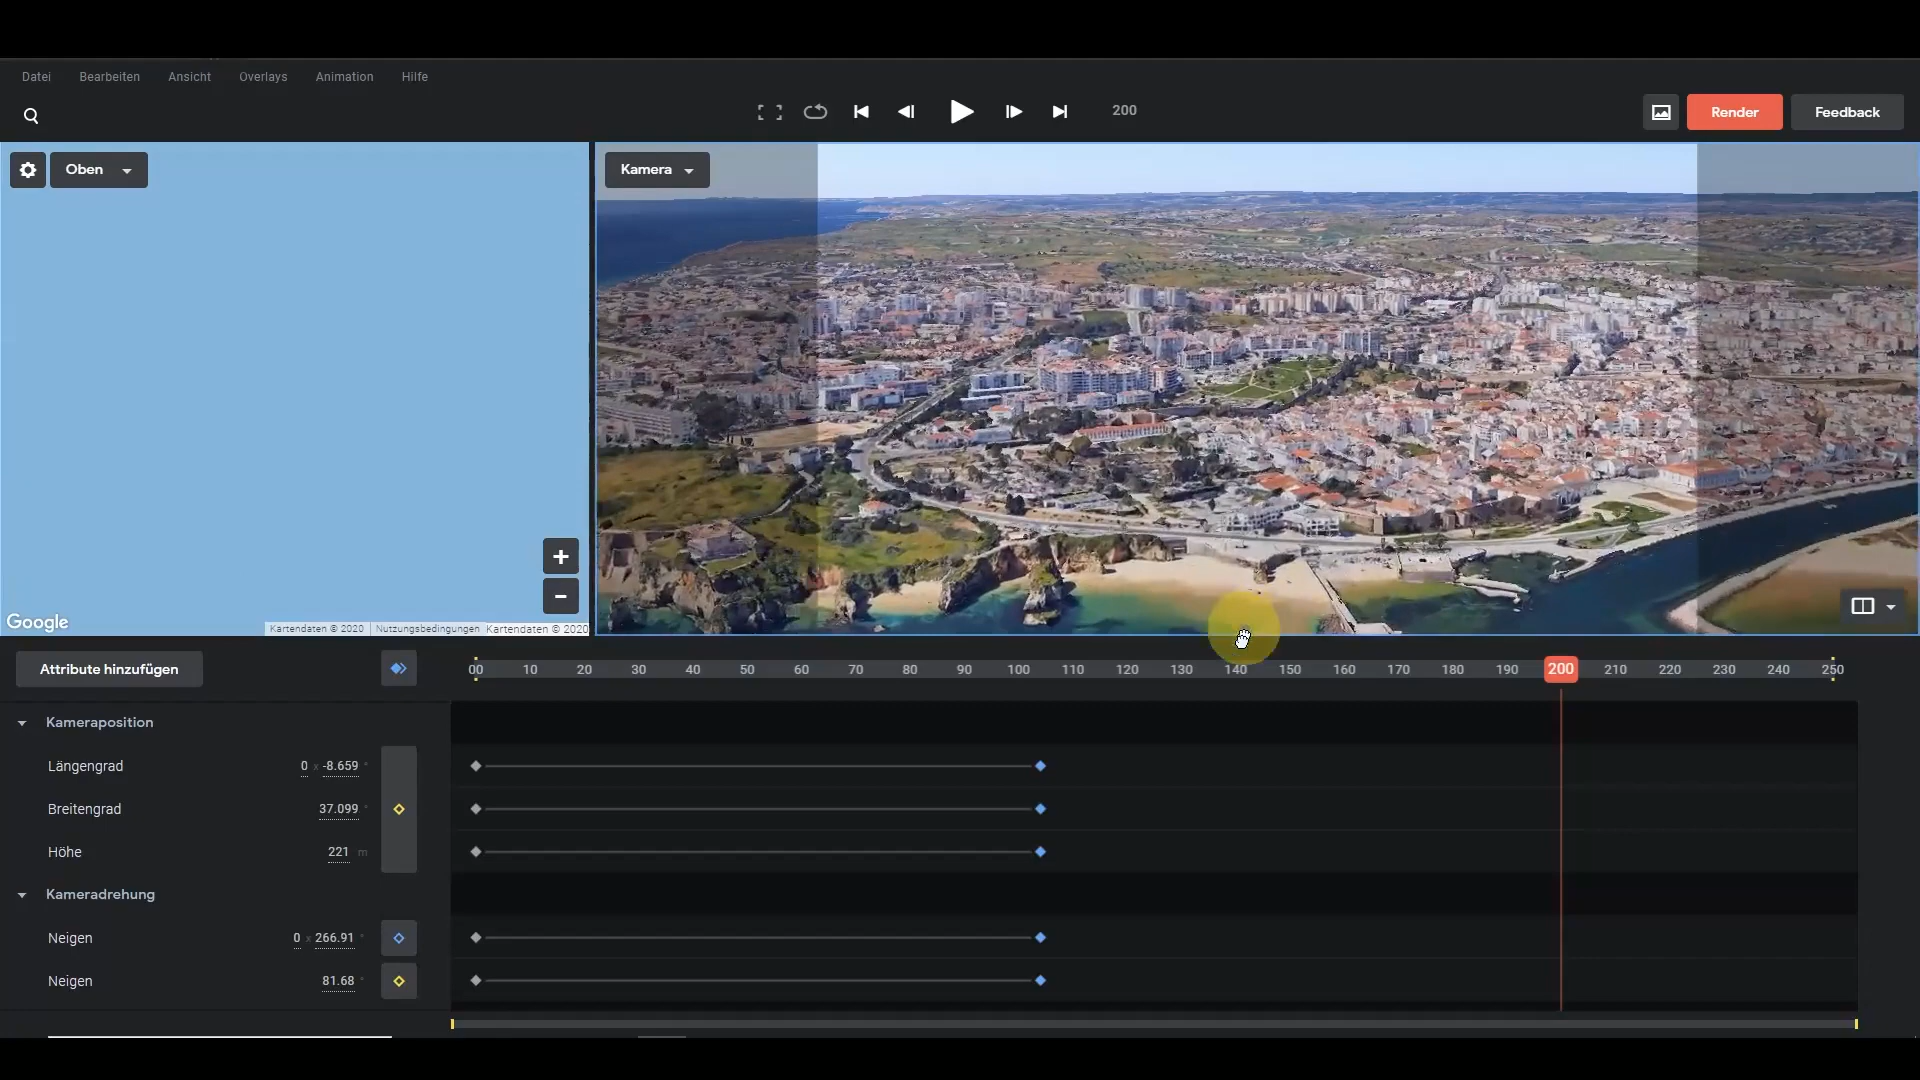 Datei Bearbeiten Ansicht Overlays Animation Hilfe
200
Render Feedback
Oben
Kamera
Google
Kartendaten © 2020 Nutzungsbedingungen Kartendaten © 2020
Attribute hinzufügen
00 10 20 30 40 50 60 70 80 90 100 110 120 130 140 150 160 170 180 190 200 210 220 230 240 250
Kameraposition
Längengrad 0 x -8.659 °
Breitengrad 37.099 °
Höhe 221 m
Kameradrehung
Neigen 0 x 266.91 °
Neigen 81.68 °